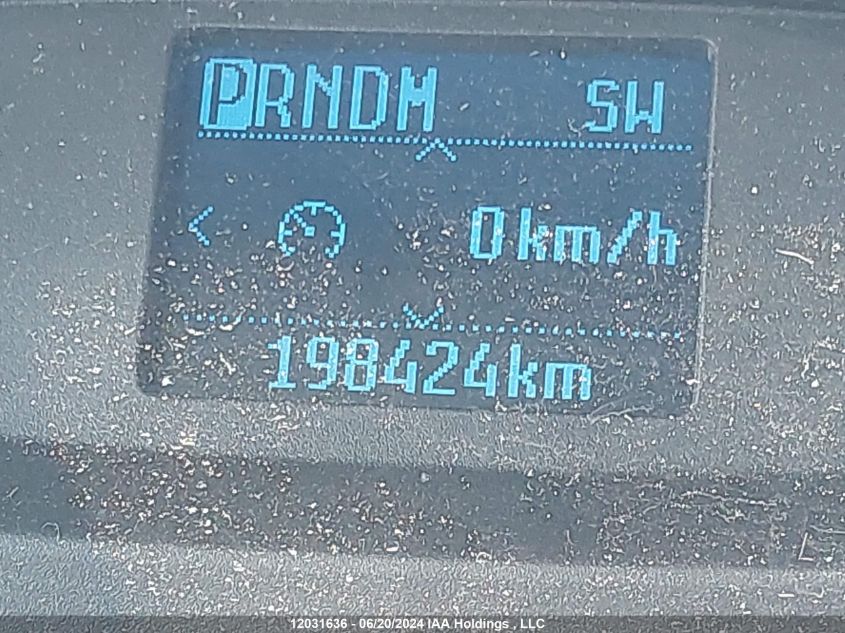 PRNDM SW
< 0km/h
198424km
12031636 - 06/20/2024 IAA Holdings , LLC